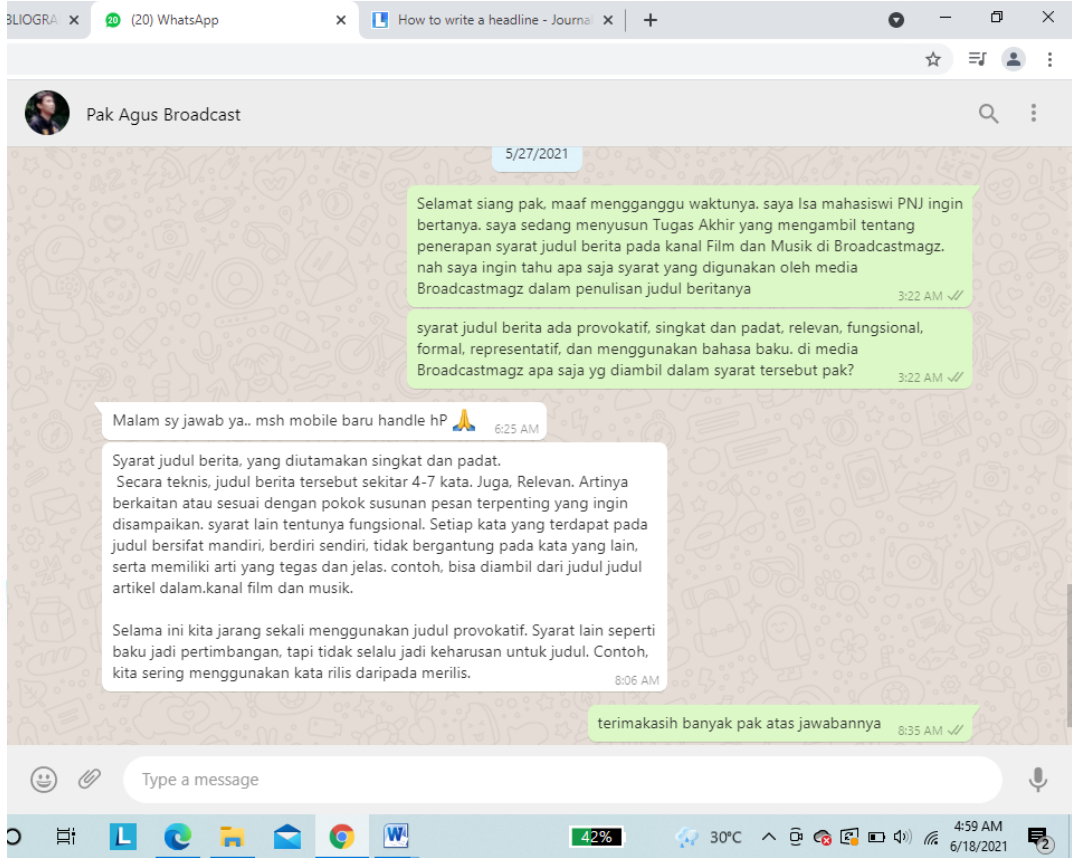 BLIOGRA
20 (20) WhatsApp
How to write a headline - Journal
Pak Agus Broadcast
5/27/2021
Selamat siang pak, maaf mengganggu waktunya. saya Isa mahasiswi PNJ ingin
bertanya. saya sedang menyusun Tugas Akhir yang mengambil tentang
penerapan syarat judul berita pada kanal Film dan Musik di Broadcastmagz.
nah saya ingin tahu apa saja syarat yang digunakan oleh media
Broadcastmagz dalam penulisan judul beritanya
3:22 AM
syarat judul berita ada provokatif, singkat dan padat, relevan, fungsional,
formal, representatif, dan menggunakan bahasa baku. di media
Broadcastmagz apa saja yg diambil dalam syarat tersebut pak?
3:22 AM
Malam sy jawab ya.. msh mobile baru handle hP 🙏
6:25 AM
Syarat judul berita, yang diutamakan singkat dan padat.
Secara teknis, judul berita tersebut sekitar 4-7 kata. Juga, Relevan. Artinya
berkaitan atau sesuai dengan pokok susunan pesan terpenting yang ingin
disampaikan. syarat lain tentunya fungsional. Setiap kata yang terdapat pada
judul bersifat mandiri, berdiri sendiri, tidak bergantung pada kata yang lain,
serta memiliki arti yang tegas dan jelas. contoh, bisa diambil dari judul judul
artikel dalam.kanal film dan musik.
Selama ini kita jarang sekali menggunakan judul provokatif. Syarat lain seperti
baku jadi pertimbangan, tapi tidak selalu jadi keharusan untuk judul. Contoh,
kita sering menggunakan kata rilis daripada merilis.
8:06 AM
terimakasih banyak pak atas jawabannya
8:35 AM
Type a message
L
W
42%
30°C
4:59 AM
6/18/2021
2